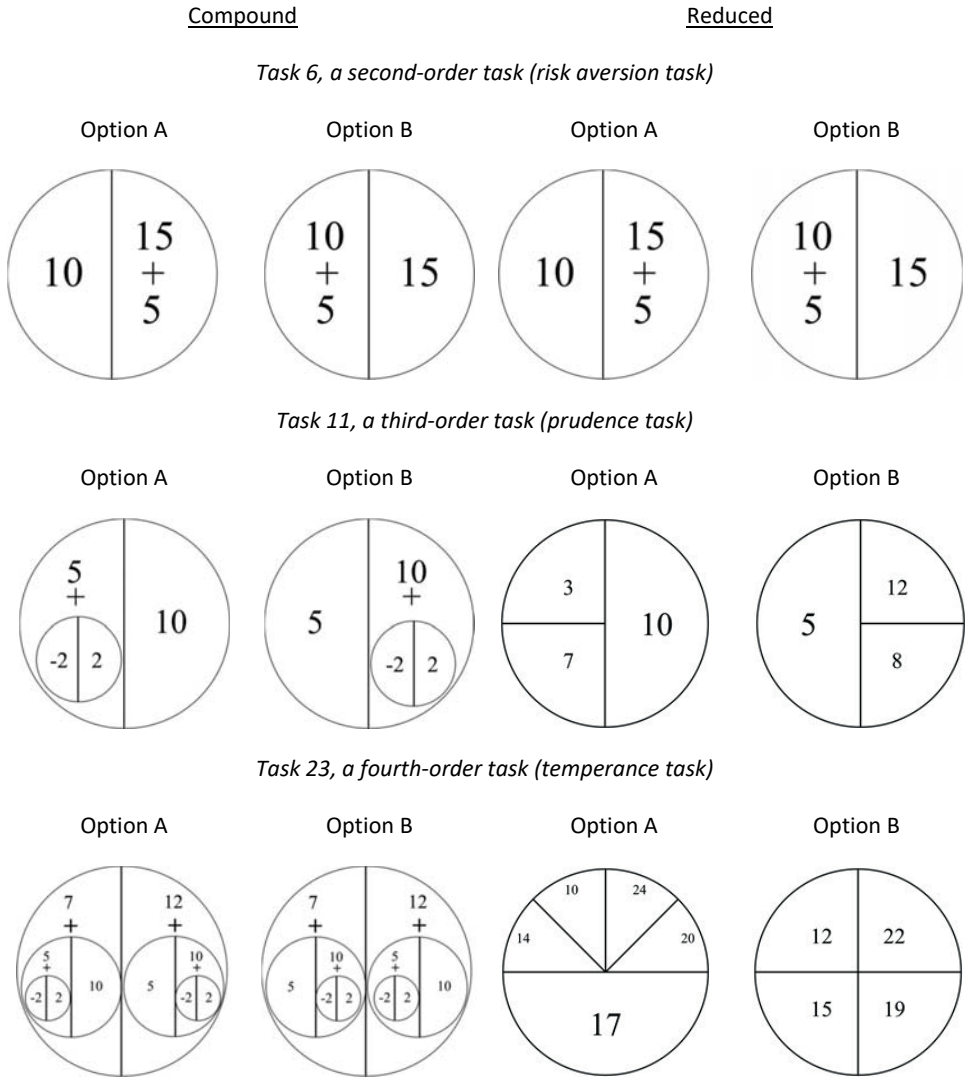 Compound Reduced
Task 6, a second-order task (risk aversion task)
Option A Option B Option A Option B
15 10 15 10
10 + + 15 10 + + 15
5 5 5 5
Task 11, a third-order task (prudence task)
Option A Option B Option A Option B
5 10
+ + 3 12
10 5 10 5
-2 2 -2 2 7 8
Task 23, a fourth-order task (temperance task)
Option A Option B Option A Option B
7 12 7 12 10 24
+ + + +
5 10 10 5 14 20 12 22
+ + + +
-2 2 10 5 -2 2 5 -2 2 -2 2 10
17 15 19